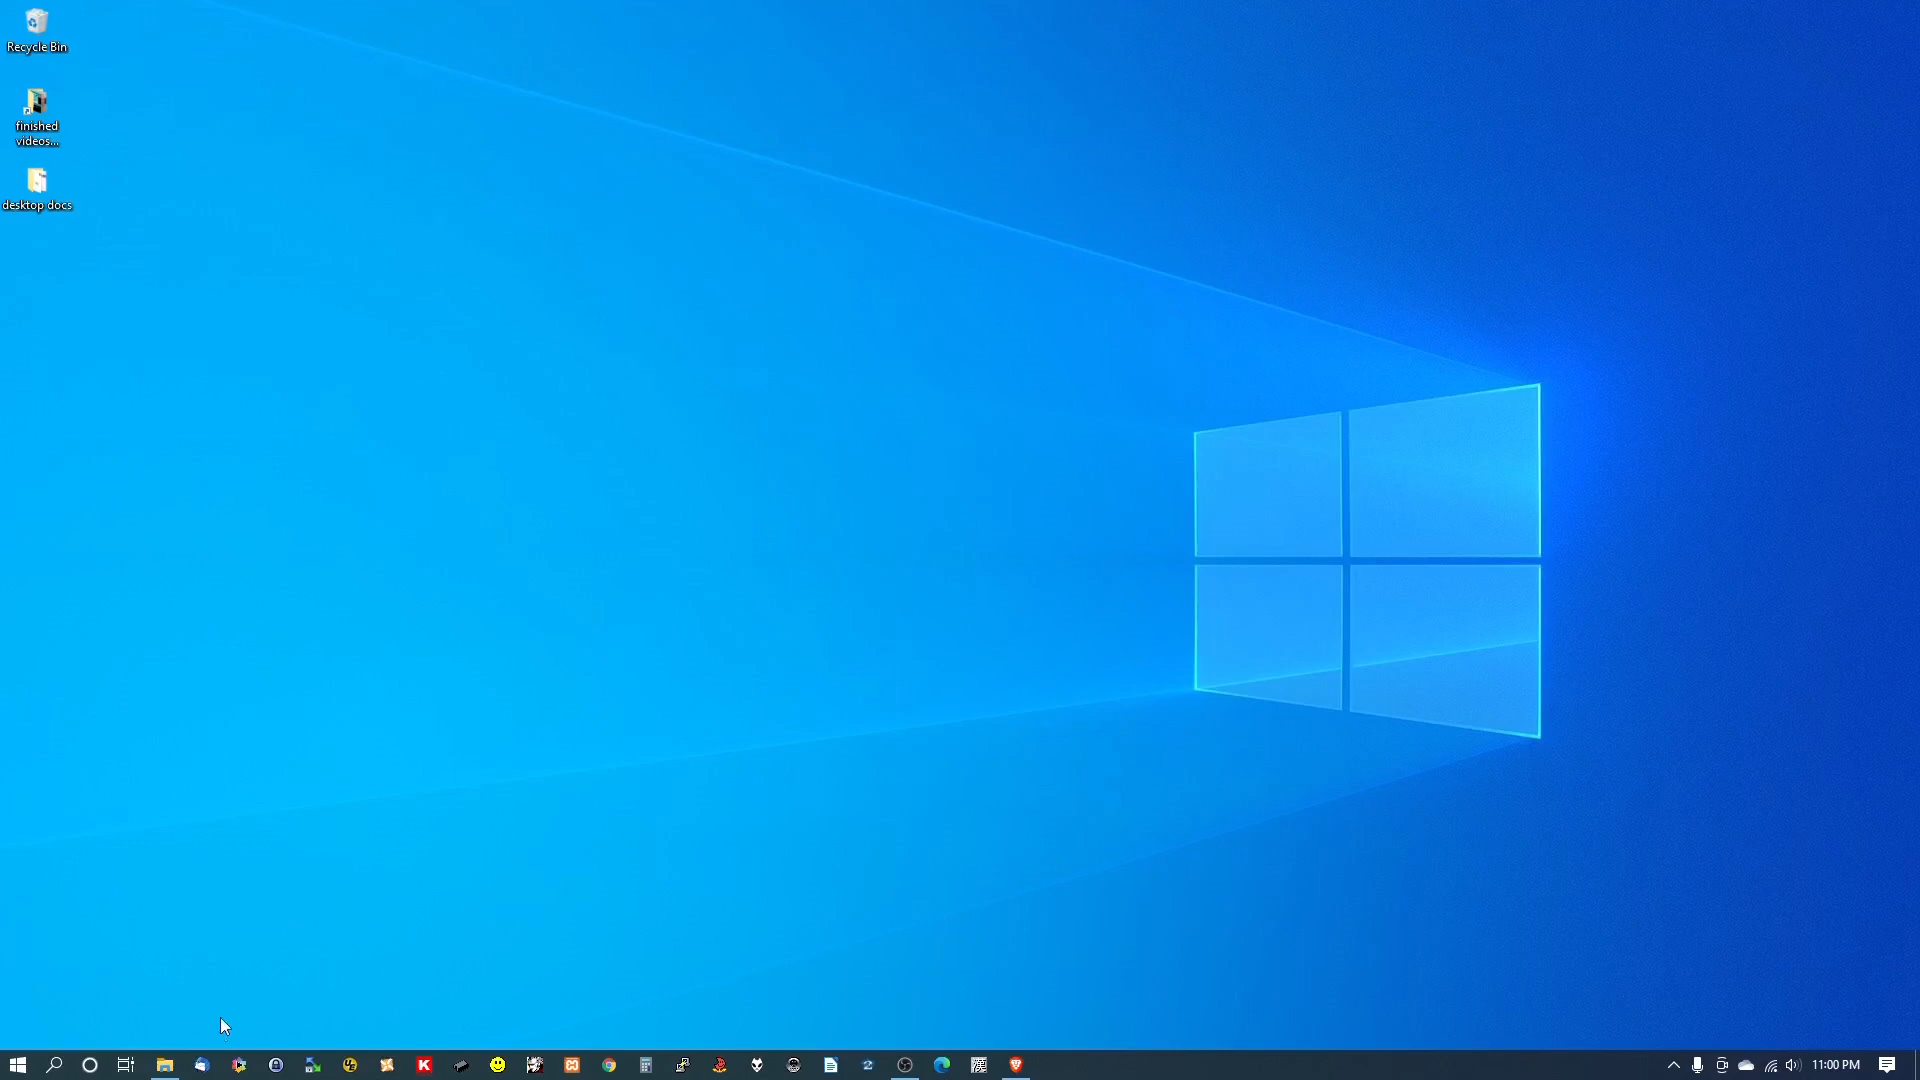 Recycle Bin
finished
videos...
desktop docs
11:00 PM